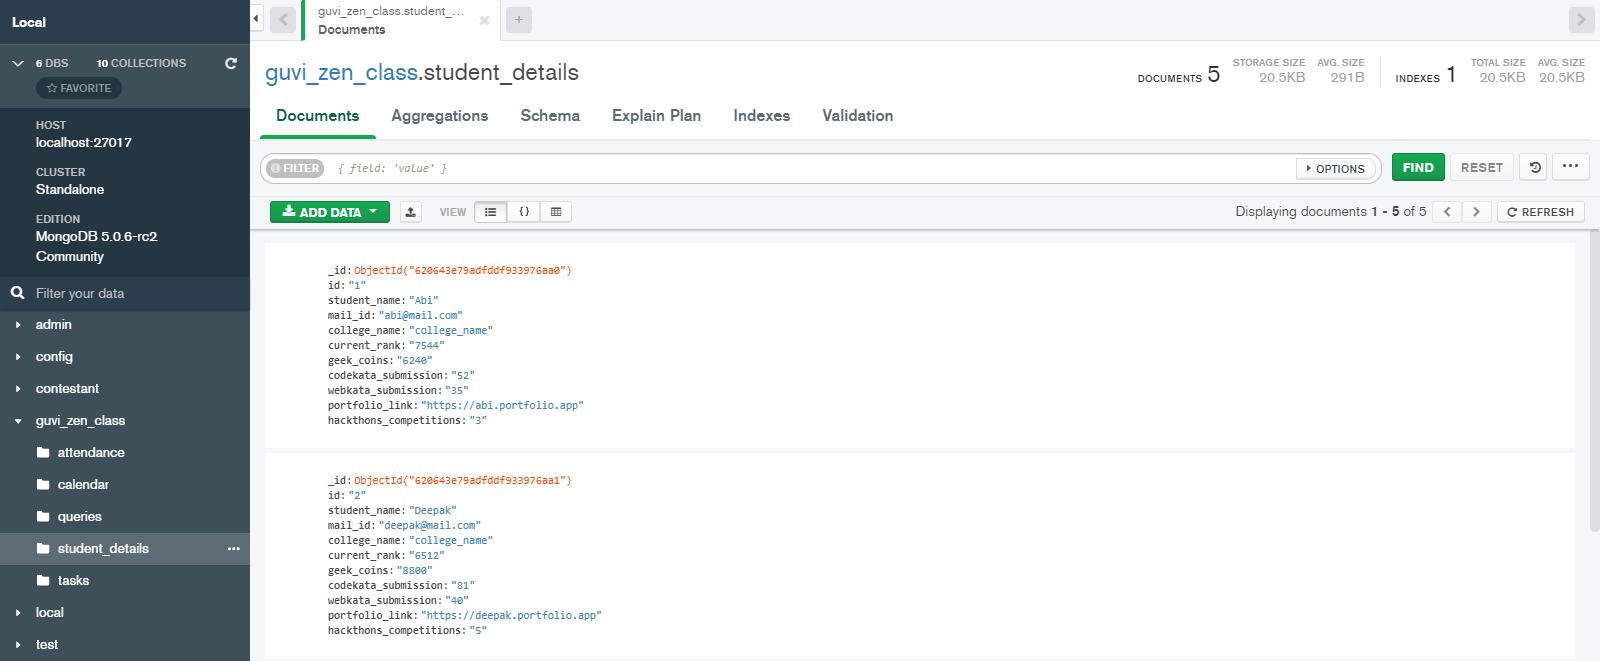 Local
6 DBS 10 COLLECTIONS
FAVORITE
HOST
localhost:27017
CLUSTER
Standalone
EDITION
MongoDB 5.0.6-rc2
Community
Filter your data
admin
config
contestant
guvi_zen_class
attendance
calendar
queries
student_details
tasks
local
test
guvi_zen_class.student_...
Documents
guvi_zen_class.student_details
DOCUMENTS 5
STORAGE SIZE
20.5KB
AVG. SIZE
291B
INDEXES 1
TOTAL SIZE
20.5KB
AVG. SIZE
20.5KB
Documents Aggregations Schema Explain Plan Indexes Validation
FILTER { field: 'value' } OPTIONS FIND RESET
ADD DATA VIEW {} Displaying documents 1 - 5 of 5 REFRESH
_id: ObjectId("620643e79adfddf933976aa0")
id: "1"
student_name: "Abi"
mail_id: "abi@mail.com"
college_name: "college_name"
current_rank: "7544"
geek_coins: "6240"
codekata_submission: "52"
webkata_submission: "35"
portfolio_link: "https://abi.portfolio.app"
hackthons_competitions: "3"
_id: ObjectId("620643e79adfddf933976aa1")
id: "2"
student_name: "Deepak"
mail_id: "deepak@mail.com"
college_name: "college_name"
current_rank: "6512"
geek_coins: "8800"
codekata_submission: "81"
webkata_submission: "40"
portfolio_link: "https://deepak.portfolio.app"
hackthons_competitions: "5"